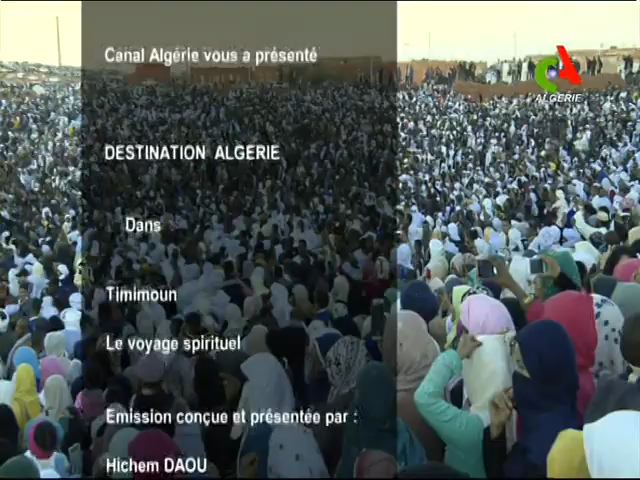 Canal Algérie vous a présenté
ALGERIE
DESTINATION ALGERIE
Dans
Timimoun
Le voyage spirituel
Emission conçue et présentée par :
Hichem DAOU